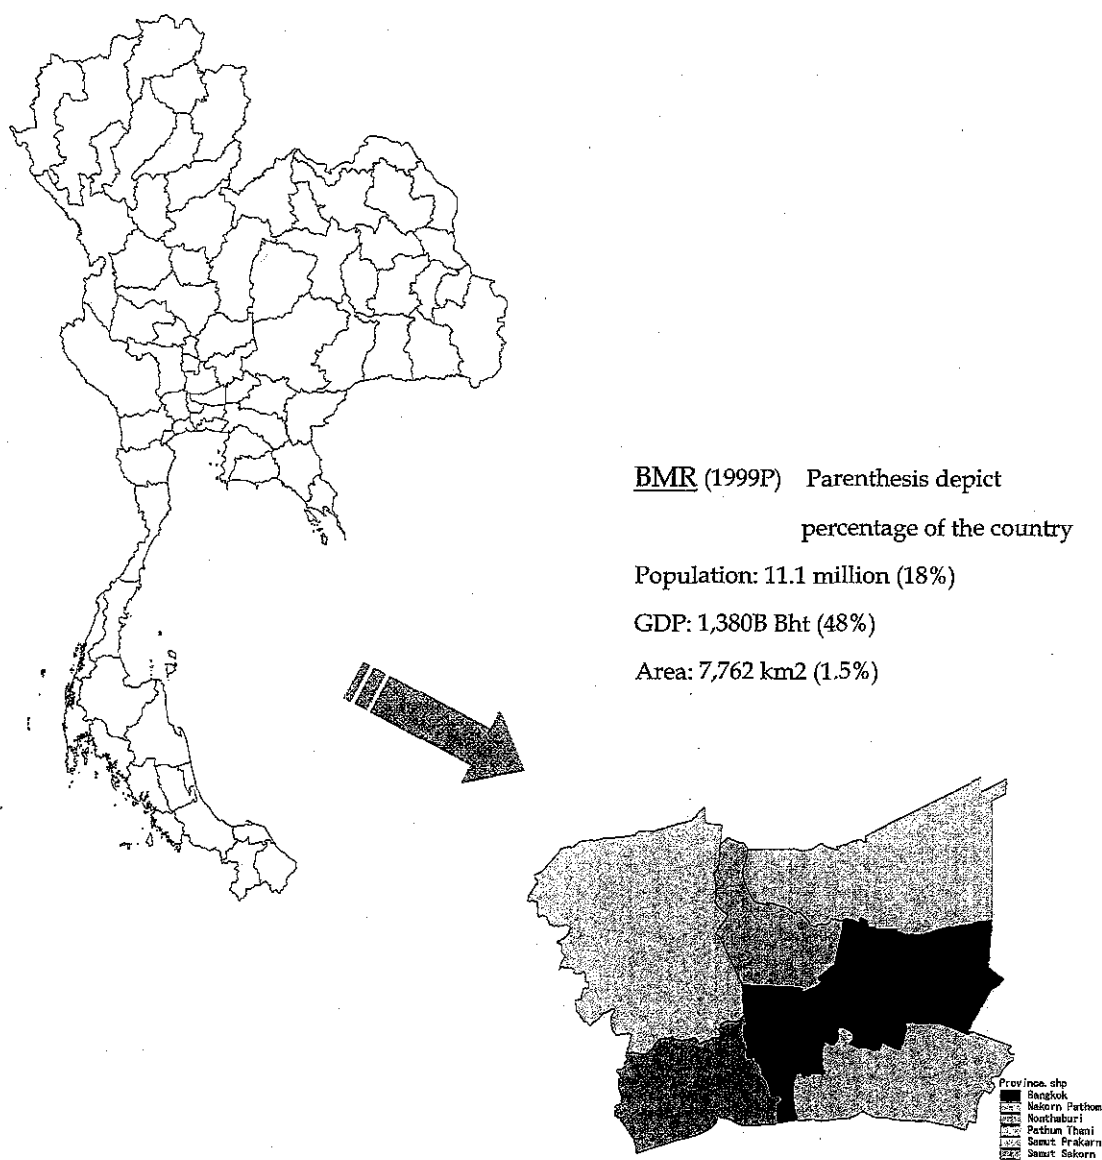 BMR (1999P) Parenthesis depict
percentage of the country
Population: 11.1 million (18%)
GDP: 1,380B Bht (48%)
Area: 7,762 km2 (1.5%)
Province.shp
Bangkok
Nakorn Pathom
Nonthaburi
Pathum Thani
Samut Prakarn
Samut Sakorn